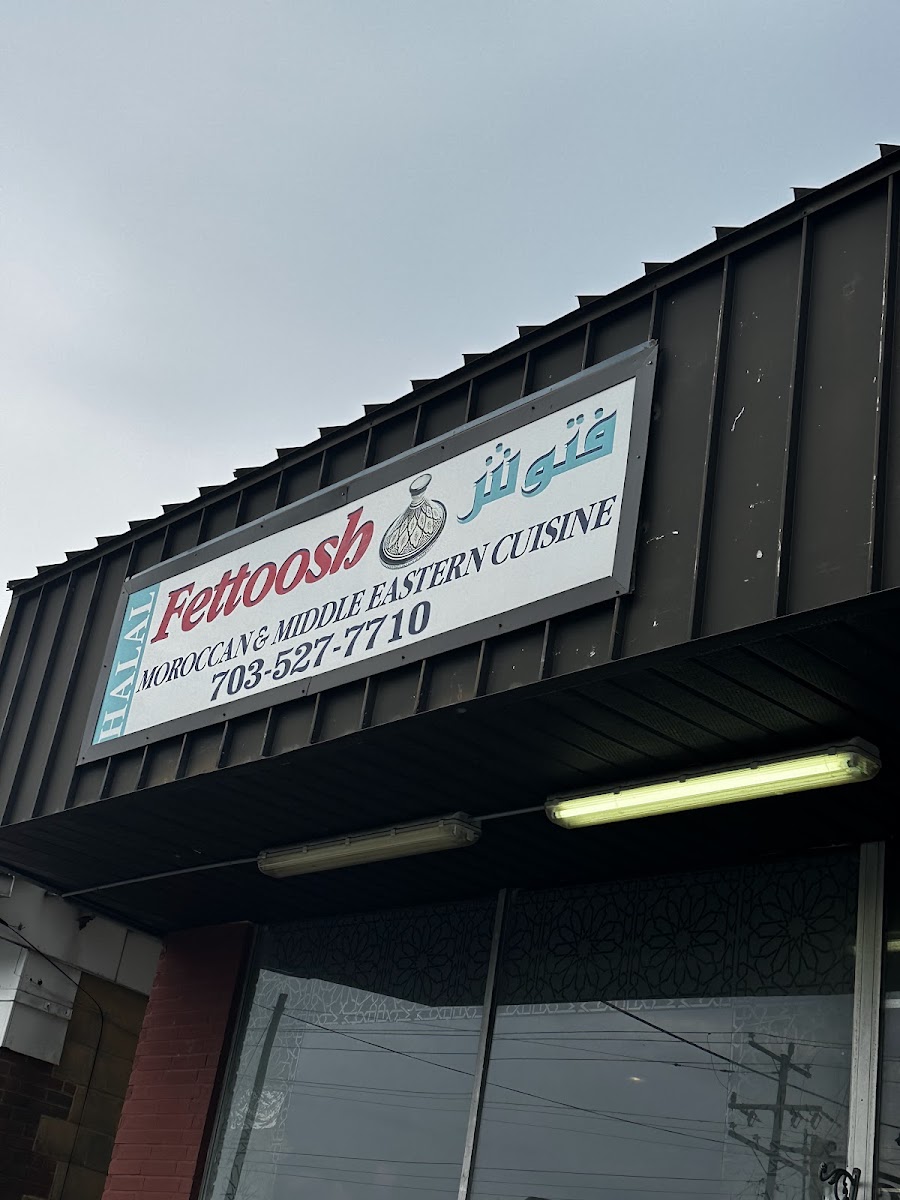 HALAL
Fettoosh فتوش
MOROCCAN & MIDDLE EASTERN CUISINE
703-527-7710